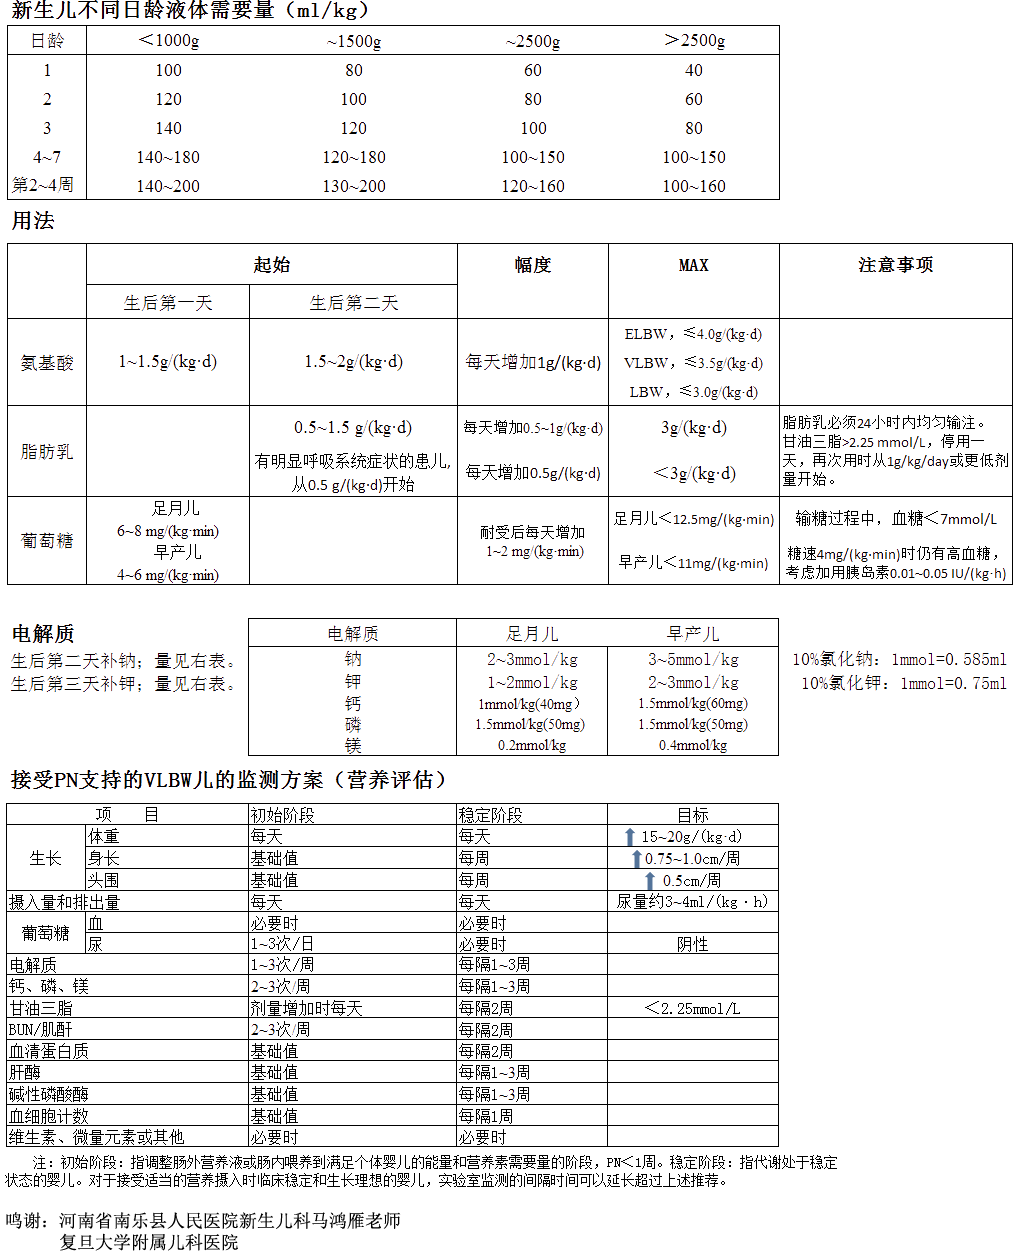 新生儿不同日龄液体需要量（ml/kg）
日龄 ＜1000g ~1500g ~2500g ＞2500g
1 100 80 60 40
2 120 100 80 60
3 140 120 100 80
4~7 140~180 120~180 100~150 100~150
第2~4周 140~200 130~200 120~160 100~160
用法
起始 幅度 MAX 注意事项
生后第一天 生后第二天
氨基酸 1~1.5g/(kg·d) 1.5~2g/(kg·d) 每天增加1g/(kg·d)
ELBW，≤4.0g/(kg·d)
VLBW，≤3.5g/(kg·d)
LBW，≤3.0g/(kg·d)
脂肪乳
0.5~1.5 g/(kg·d)
有明显呼吸系统症状的患儿,
从0.5 g/(kg·d)开始
每天增加0.5~1g/(kg·d)
每天增加0.5g/(kg·d)
3g/(kg·d)
＜3g/(kg·d)
脂肪乳必须24小时内均匀输注。
甘油三脂>2.25 mmol/L，停用一
天，再次用时从1g/kg/day或更低剂
量开始。
葡萄糖
足月儿
6~8 mg/(kg·min)
早产儿
4~6 mg/(kg·min)
耐受后每天增加
1~2 mg/(kg·min)
足月儿＜12.5mg/(kg·min)
早产儿＜11mg/(kg·min)
输糖过程中，血糖＜7mmol/L
糖速4mg/(kg·min)时仍有高血糖，
考虑加用胰岛素0.01~0.05 IU/(kg·h)
电解质
生后第二天补钠；量见右表。
生后第三天补钾；量见右表。
电解质 足月儿 早产儿
钠 2~3mmol/kg 3~5mmol/kg
钾 1~2mmol/kg 2~3mmol/kg
钙 1mmol/kg(40mg） 1.5mmol/kg(60mg)
磷 1.5mmol/kg(50mg) 1.5mmol/kg(50mg)
镁 0.2mmol/kg 0.4mmol/kg
10%氯化钠：1mmol=0.585ml
10%氯化钾：1mmol=0.75ml
接受PN支持的VLBW儿的监测方案（营养评估）
项 目 初始阶段 稳定阶段 目标
生长 体重 每天 每天 15~20g/(kg·d)
身长 基础值 每周 0.75~1.0cm/周
头围 基础值 每周 0.5cm/周
摄入量和排出量 每天 每天 尿量约3~4ml/(kg·h)
葡萄糖 血 必要时 必要时
尿 1~3次/日 必要时 阴性
电解质 1~3次/周 每隔1~3周
钙、磷、镁 2~3次/周 每隔1~3周
甘油三脂 剂量增加时每天 每隔2周 ＜2.25mmol/L
BUN/肌酐 2~3次/周 每隔2周
血清蛋白质 基础值 每隔2周
肝酶 基础值 每隔1~3周
碱性磷酸酶 基础值 每隔1~3周
血细胞计数 基础值 每隔1周
维生素、微量元素或其他 必要时 必要时
注：初始阶段：指调整肠外营养液或肠内喂养到满足个体婴儿的能量和营养素需要量的阶段，PN＜1周。稳定阶段：指代谢处于稳定
状态的婴儿。对于接受适当的营养摄入时临床稳定和生长理想的婴儿，实验室监测的间隔时间可以延长超过上述推荐。
鸣谢：河南省南乐县人民医院新生儿科马鸿雁老师
复旦大学附属儿科医院